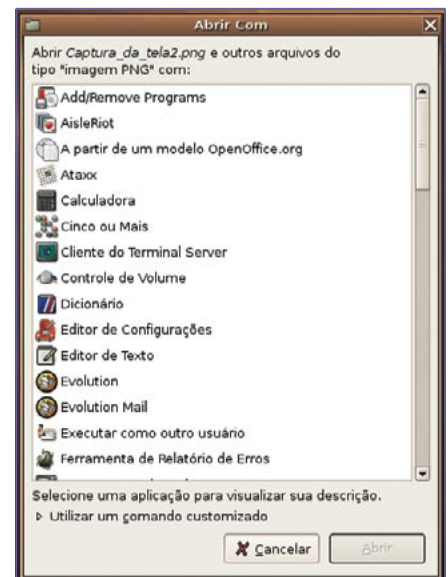 Abrir Com
Abrir Captura_da_tela2.png e outros arquivos do
tipo "imagem PNG" com:
Add/Remove Programs
AisleRiot
A partir de um modelo OpenOffice.org
Ataxx
Calculadora
Cinco ou Mais
Cliente do Terminal Server
Controle de Volume
Dicionário
Editor de Configurações
Editor de Texto
Evolution
Evolution Mail
Executar como outro usuário
Ferramenta de Relatório de Erros
Selecione uma aplicação para visualizar sua descrição.
Utilizar um comando customizado
Cancelar
Abrir